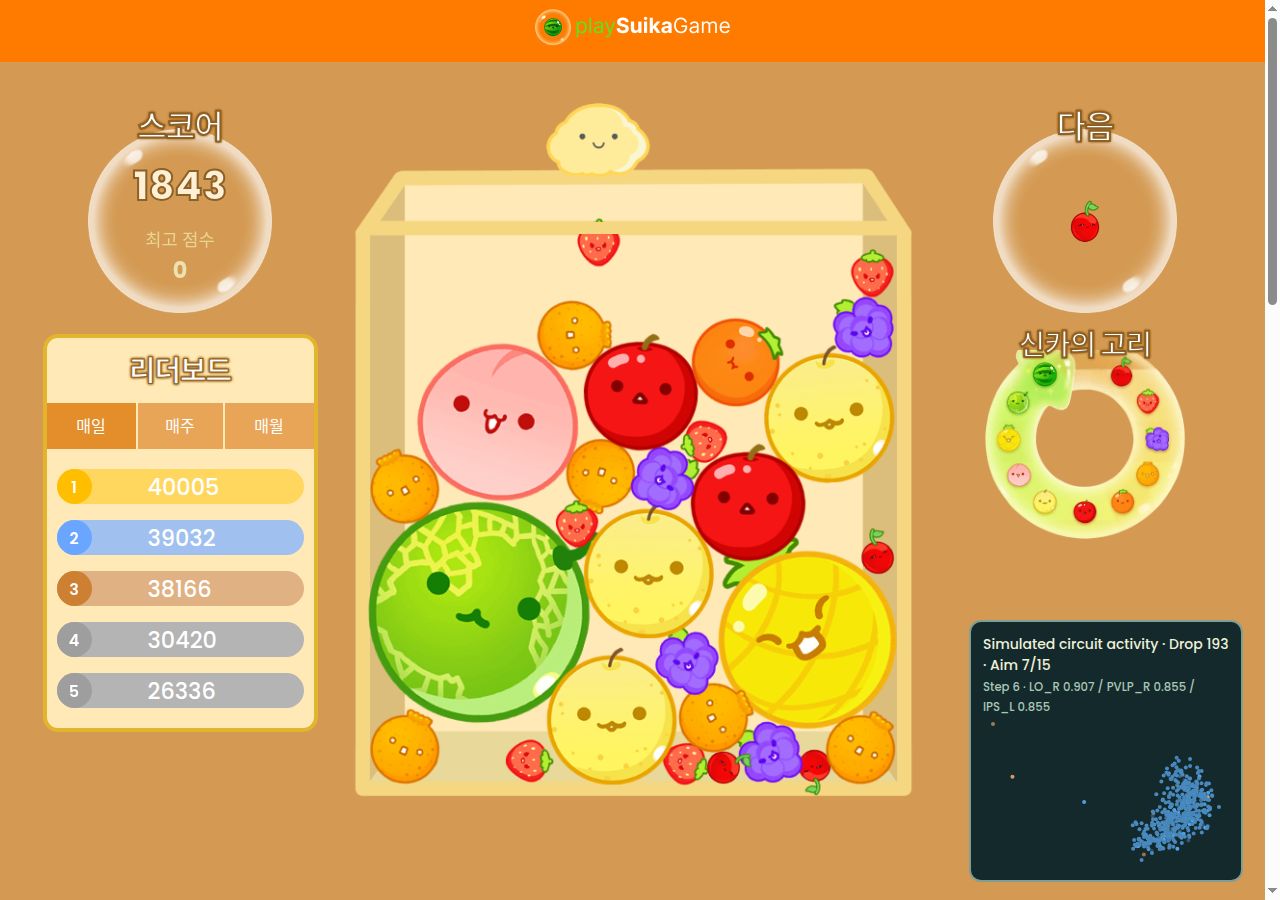 playSuikaGame
스코어
1843
최고 점수
0
다음
신카의 고리
리더보드
매일 매주 매월
1 40005
2 39032
3 38166
4 30420
5 26336
Simulated circuit activity · Drop 193
· Aim 7/15
Step 6 · LO_R 0.907 / PVLP_R 0.855 /
IPS_L 0.855